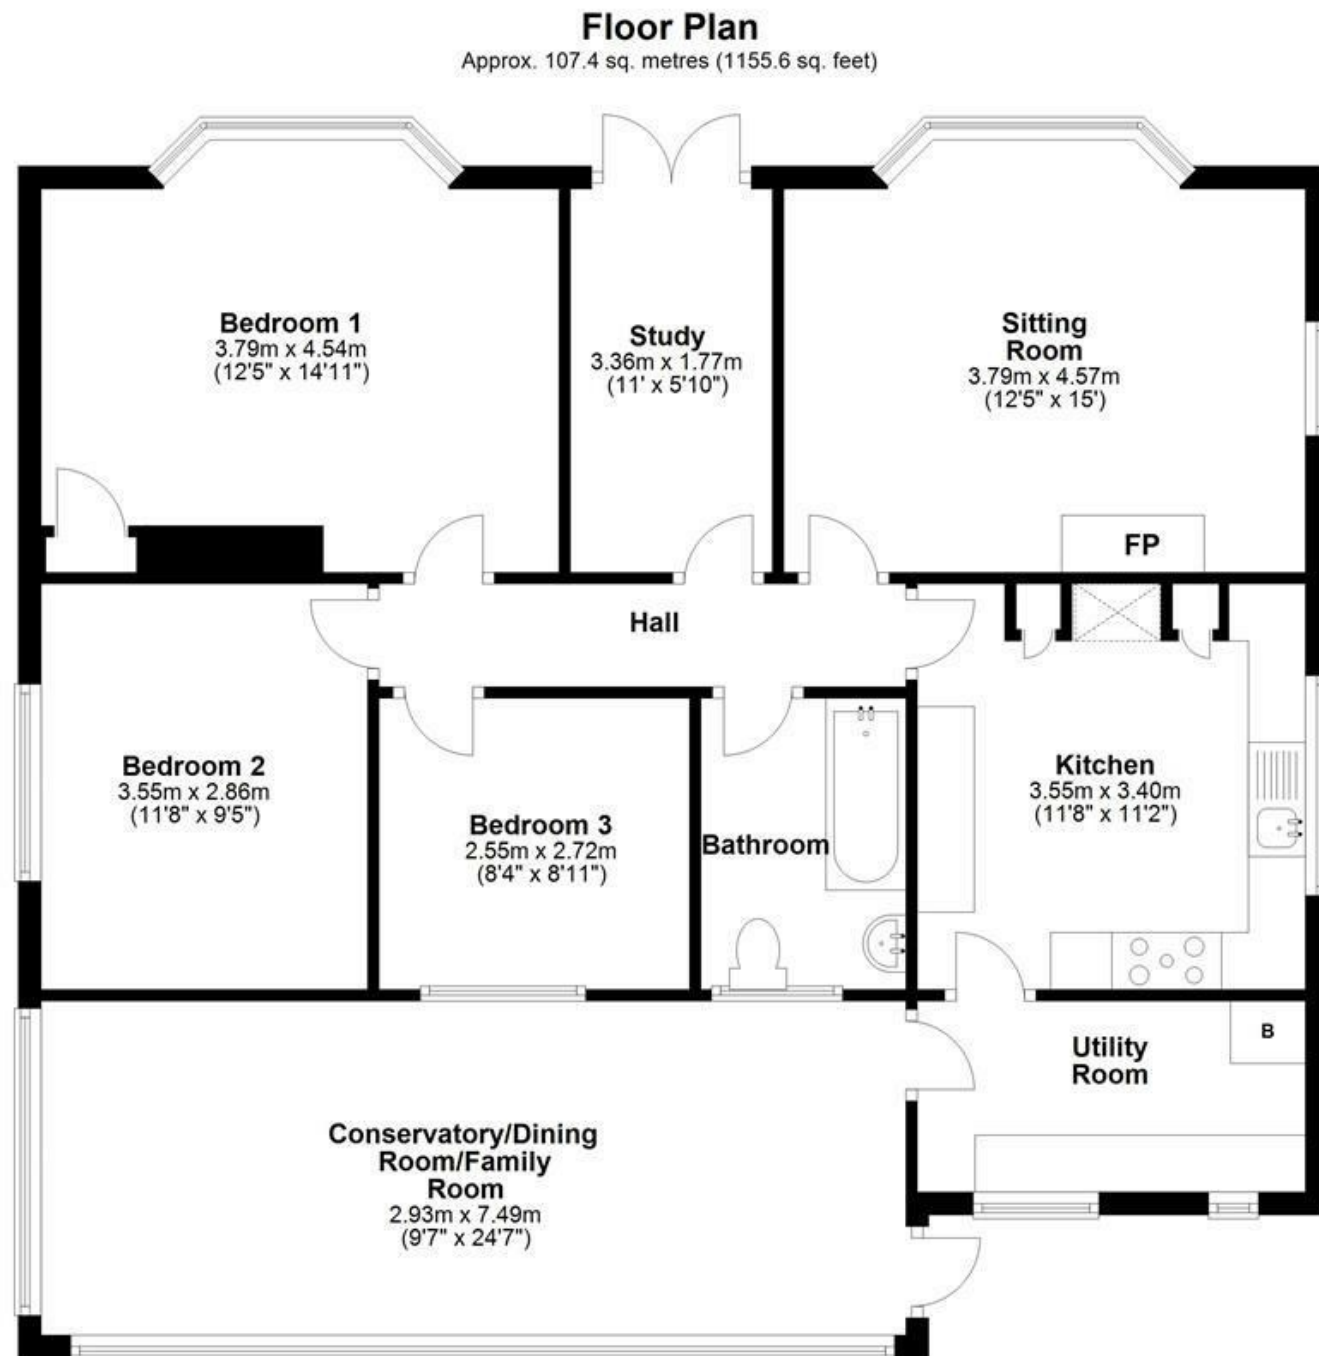 Floor Plan
Approx. 107.4 sq. metres (1155.6 sq. feet)
Bedroom 1
3.79m x 4.54m
(12'5" x 14'11")
Study
3.36m x 1.77m
(11' x 5'10")
Sitting
Room
3.79m x 4.57m
(12'5" x 15')
FP
Hall
Bedroom 2
3.55m x 2.86m
(11'8" x 9'5")
Bedroom 3
2.55m x 2.72m
(8'4" x 8'11")
Bathroom
Kitchen
3.55m x 3.40m
(11'8" x 11'2")
Utility
Room
B
Conservatory/Dining
Room/Family
Room
2.93m x 7.49m
(9'7" x 24'7")